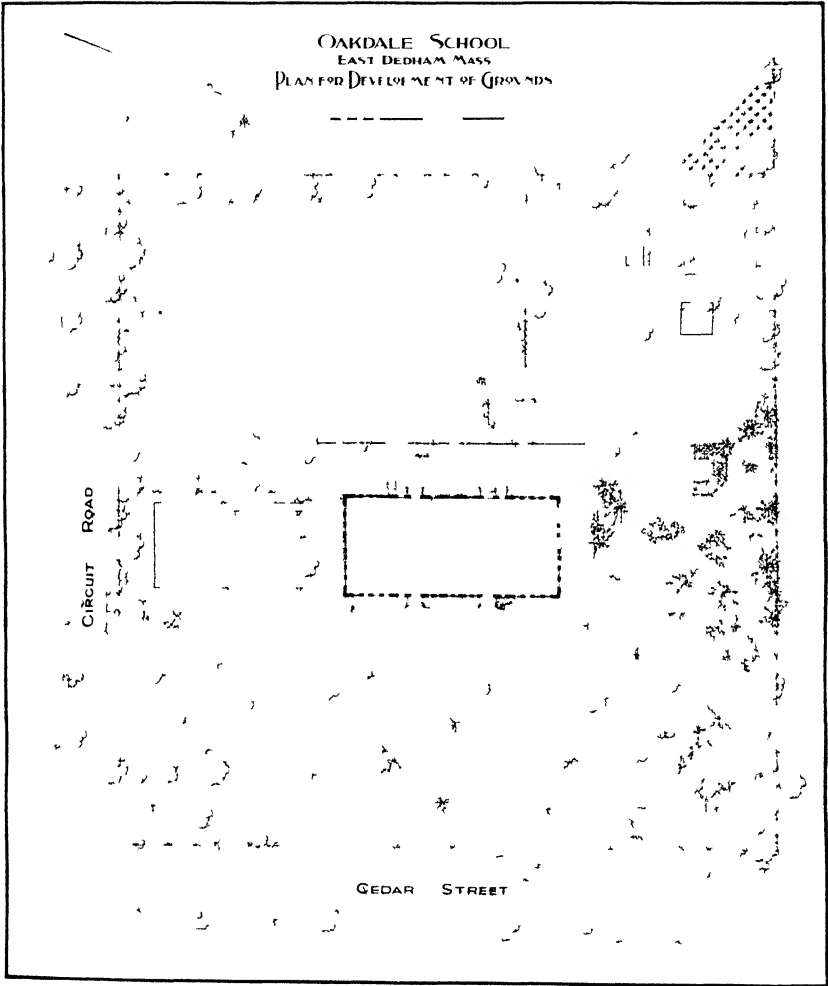 OAKDALE SCHOOL
EAST DEDHAM MASS
PLAN FOR DEVELOPMENT OF GROUNDS
CIRCUIT ROAD
CEDAR STREET